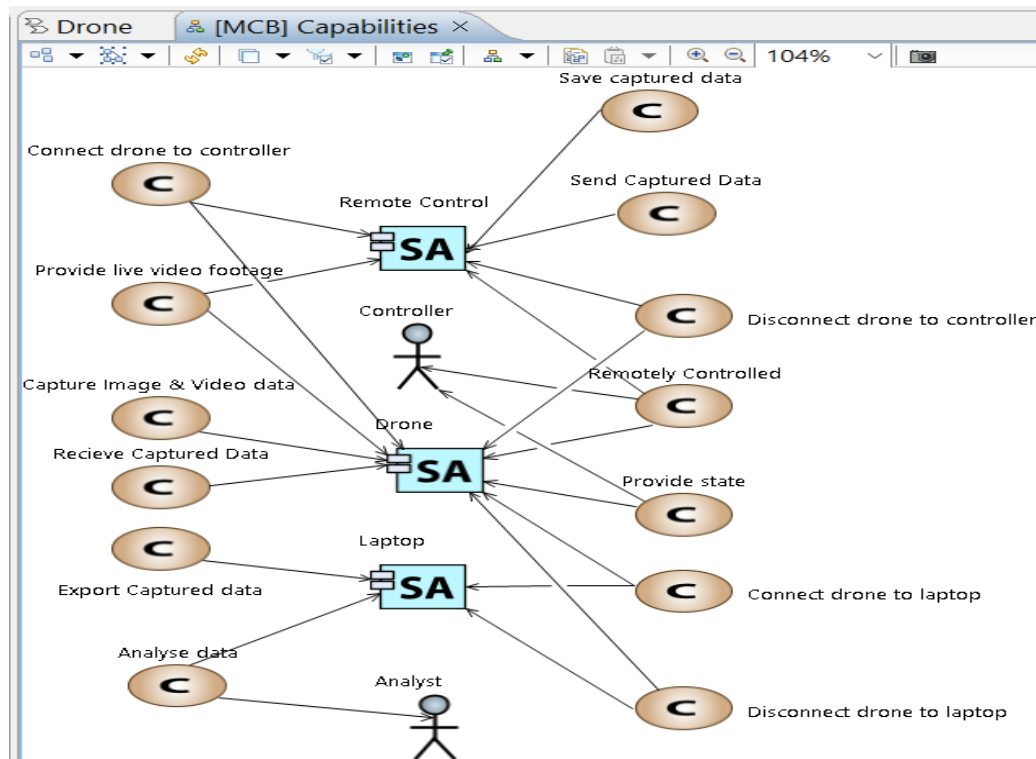 Drone
[MCB] Capabilities
104%
Save captured data
C
Connect drone to controller
C
Send Captured Data
C
Remote Control
SA
Provide live video footage
C
Controller
C
Disconnect drone to controller
Remotely Controlled
C
Capture Image & Video data
C
Drone
SA
Recieve Captured Data
C
Provide state
C
Laptop
SA
C
Export Captured data
C
Connect drone to laptop
Analyse data
C
Analyst
C
Disconnect drone to laptop